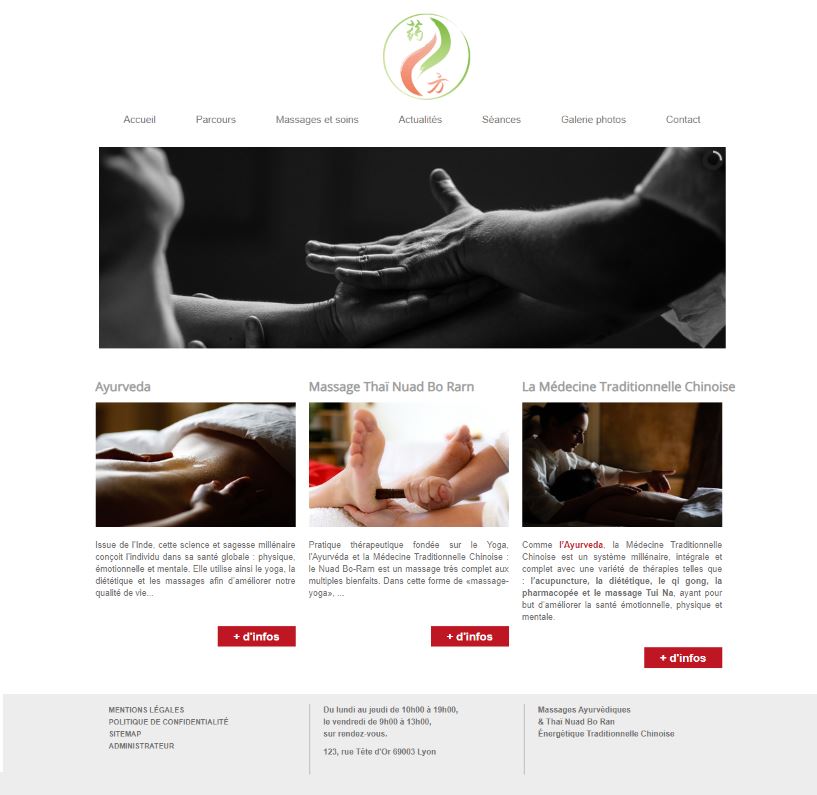 药
方
Accueil Parcours Massages et soins Actualités Séances Galerie photos Contact
Ayurveda
Issue de l'Inde, cette science et sagesse millénaire
conçoit l'individu dans sa santé globale : physique,
émotionnelle et mentale. Elle utilise ainsi le yoga, la
diététique et les massages afin d'améliorer notre
qualité de vie...
+ d'infos
Massage Thaï Nuad Bo Rarn
Pratique thérapeutique fondée sur le Yoga,
l'Ayurvéda et la Médecine Traditionnelle Chinoise :
le Nuad Bo-Rarn est un massage très complet aux
multiples bienfaits. Dans cette forme de «massage-
yoga», ...
+ d'infos
La Médecine Traditionnelle Chinoise
Comme l'Ayurveda, la Médecine Traditionnelle
Chinoise est un système millénaire, intégrale et
complet avec une variété de thérapies telles que
: l'acupuncture, la diététique, le qi gong, la
pharmacopée et le massage Tui Na, ayant pour
but d'améliorer la santé émotionnelle, physique et
mentale.
+ d'infos
MENTIONS LÉGALES
POLITIQUE DE CONFIDENTIALITÉ
SITEMAP
ADMINISTRATEUR
Du lundi au jeudi de 10h00 à 19h00,
le vendredi de 9h00 à 13h00,
sur rendez-vous.
123, rue Tête d'Or 69003 Lyon
Massages Ayurvédiques
& Thaï Nuad Bo Ran
Énergétique Traditionnelle Chinoise